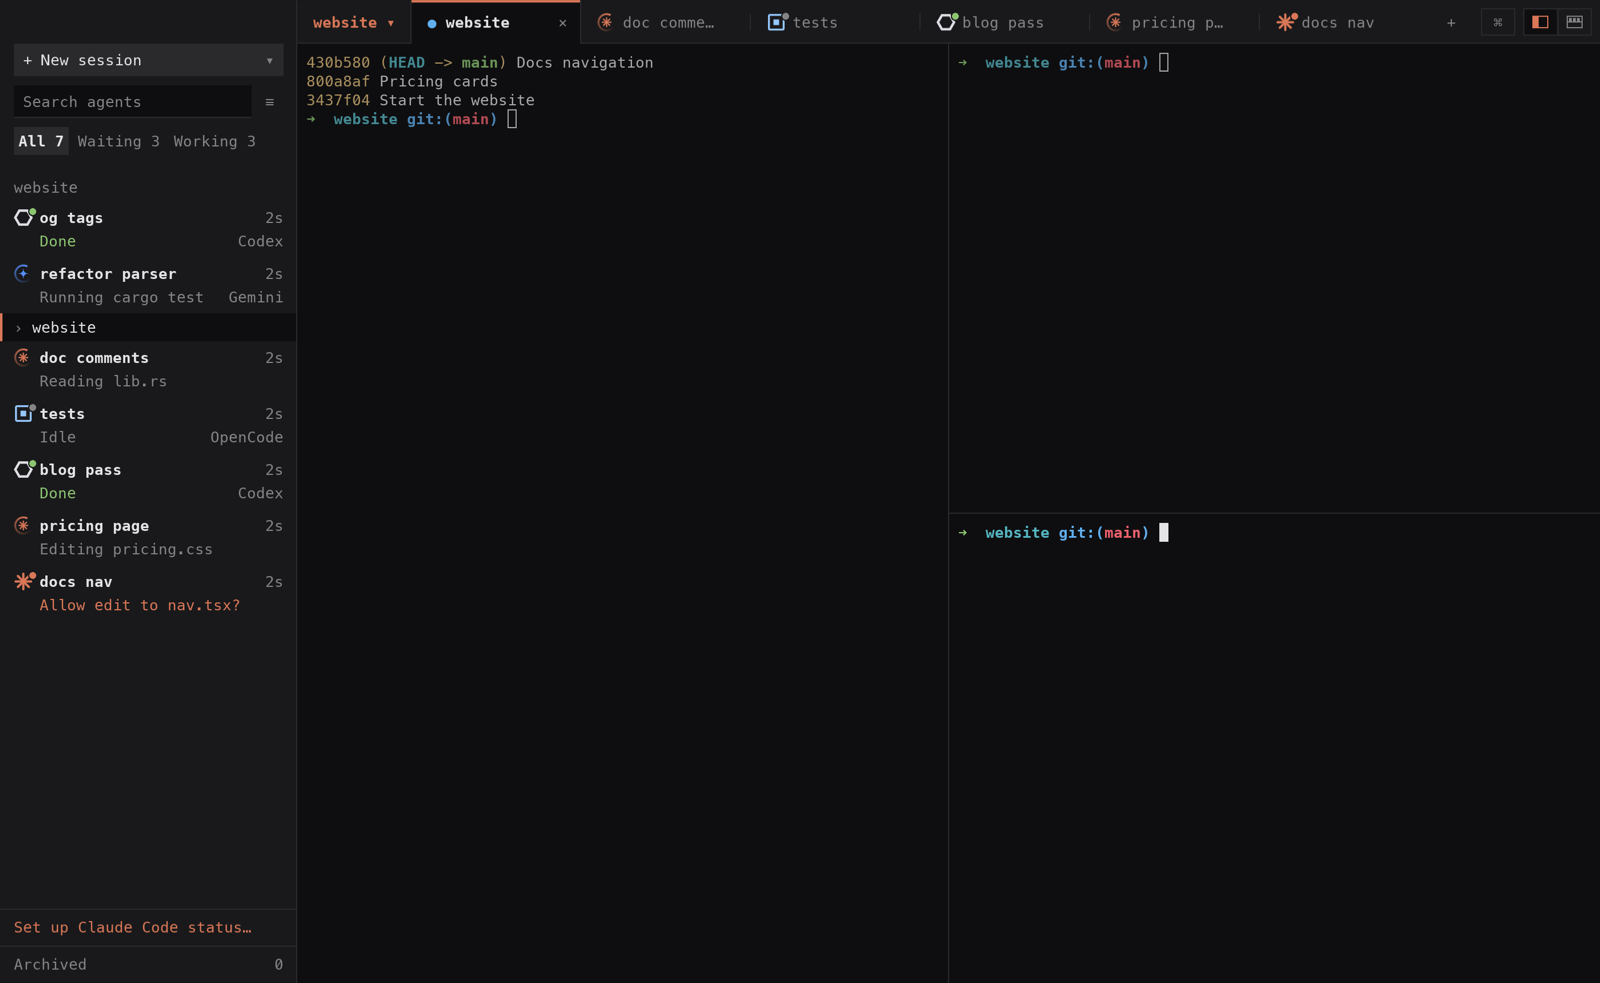 + New session ▾
Search agents ≡
All 7 Waiting 3 Working 3
website
og tags 2s
Done Codex
refactor parser 2s
Running cargo test Gemini
› website
doc comments 2s
Reading lib.rs
tests 2s
Idle OpenCode
blog pass 2s
Done Codex
pricing page 2s
Editing pricing.css
docs nav 2s
Allow edit to nav.tsx?
Set up Claude Code status…
Archived 0
website ▾ ● website × doc comme… tests blog pass pricing p… docs nav + ⌘
430b580 (HEAD -> main) Docs navigation
800a8af Pricing cards
3437f04 Start the website
➜ website git:(main)
➜ website git:(main)
➜ website git:(main)